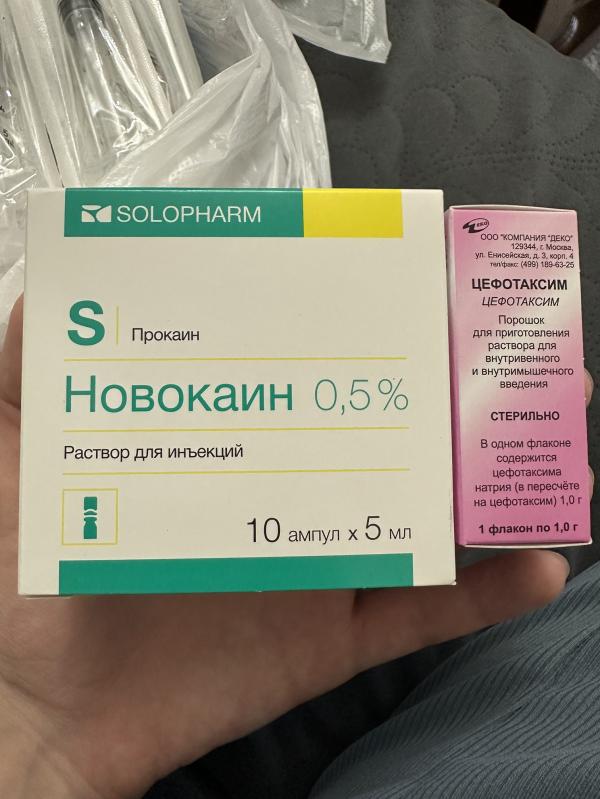 SOLOPHARM
S
Прокаин
Новокаин 0,5%
Раствор для инъекций
10 ампул x 5 мл
ДЕКО
ООО "КОМПАНИЯ "ДЕКО"
129344, г. Москва,
ул. Енисейская, д. 3, корп. 4
тел/факс: (499) 189-63-25
ЦЕФОТАКСИМ
ЦЕФОТАКСИМ
Порошок
для приготовления
раствора для
внутривенного
и внутримышечного
введения
СТЕРИЛЬНО
В одном флаконе
содержится
цефотаксима
натрия (в пересчёте
на цефотаксим) 1,0 г
1 флакон по 1,0 г